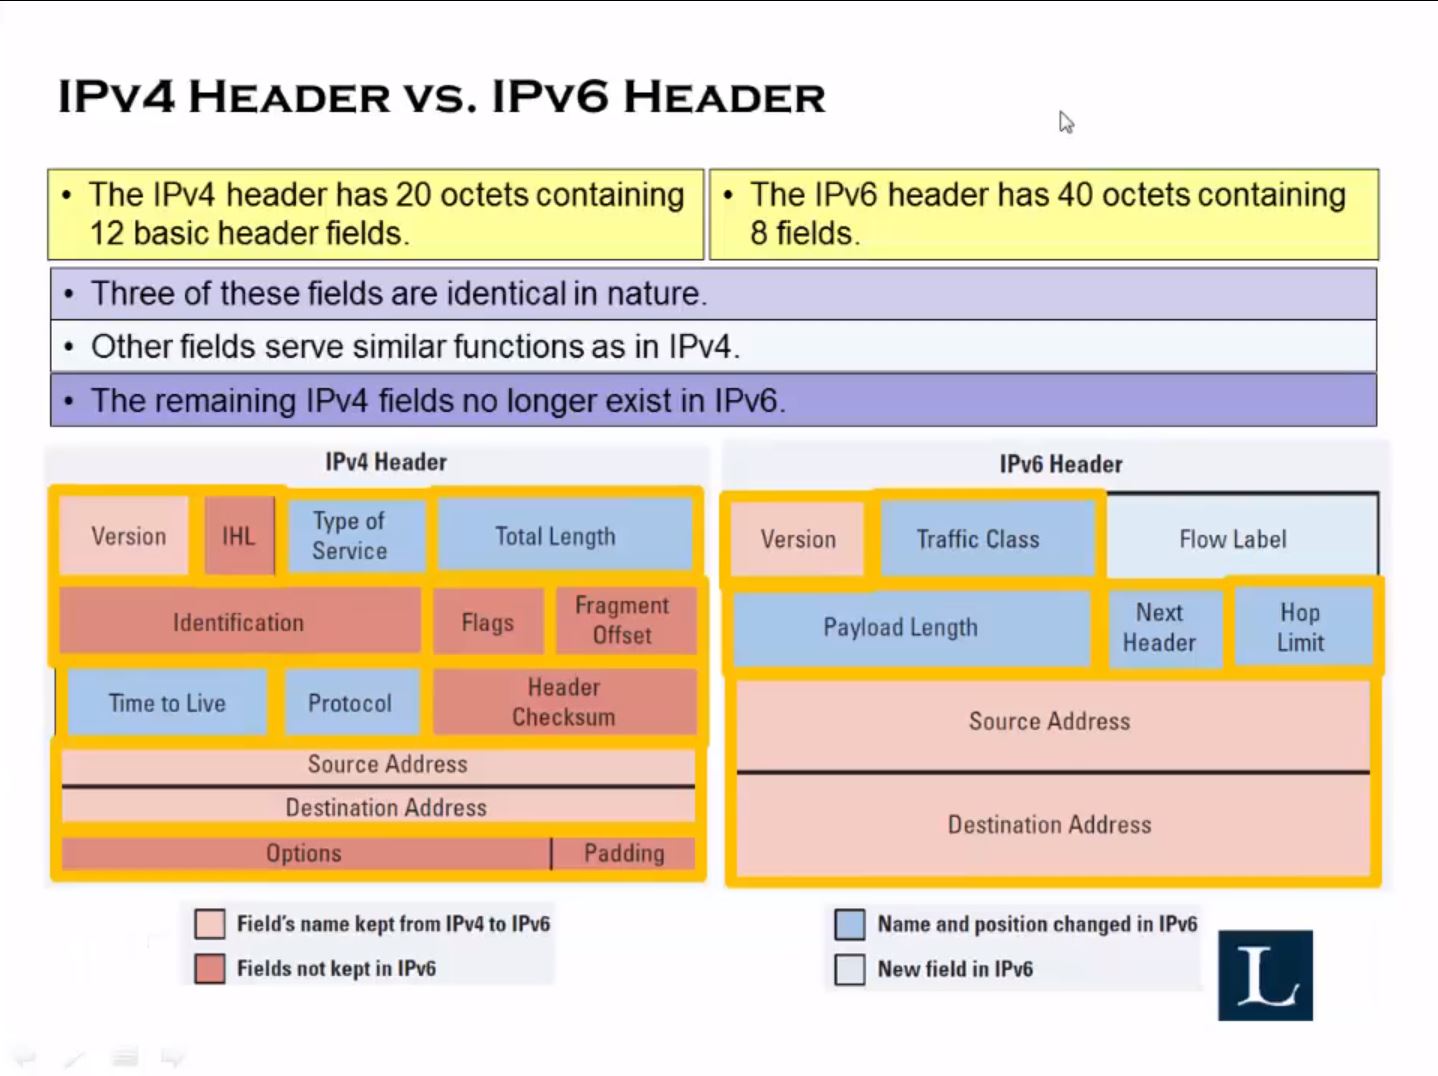 IPv4 Header vs. IPv6 Header
• The IPv4 header has 20 octets containing
12 basic header fields.
• The IPv6 header has 40 octets containing
8 fields.
• Three of these fields are identical in nature.
• Other fields serve similar functions as in IPv4.
• The remaining IPv4 fields no longer exist in IPv6.
IPv4 Header
Version
IHL
Type of
Service
Total Length
Identification
Flags
Fragment
Offset
Time to Live
Protocol
Header
Checksum
Source Address
Destination Address
Options
Padding
IPv6 Header
Version
Traffic Class
Flow Label
Payload Length
Next
Header
Hop
Limit
Source Address
Destination Address
Field's name kept from IPv4 to IPv6
Fields not kept in IPv6
Name and position changed in IPv6
New field in IPv6
L